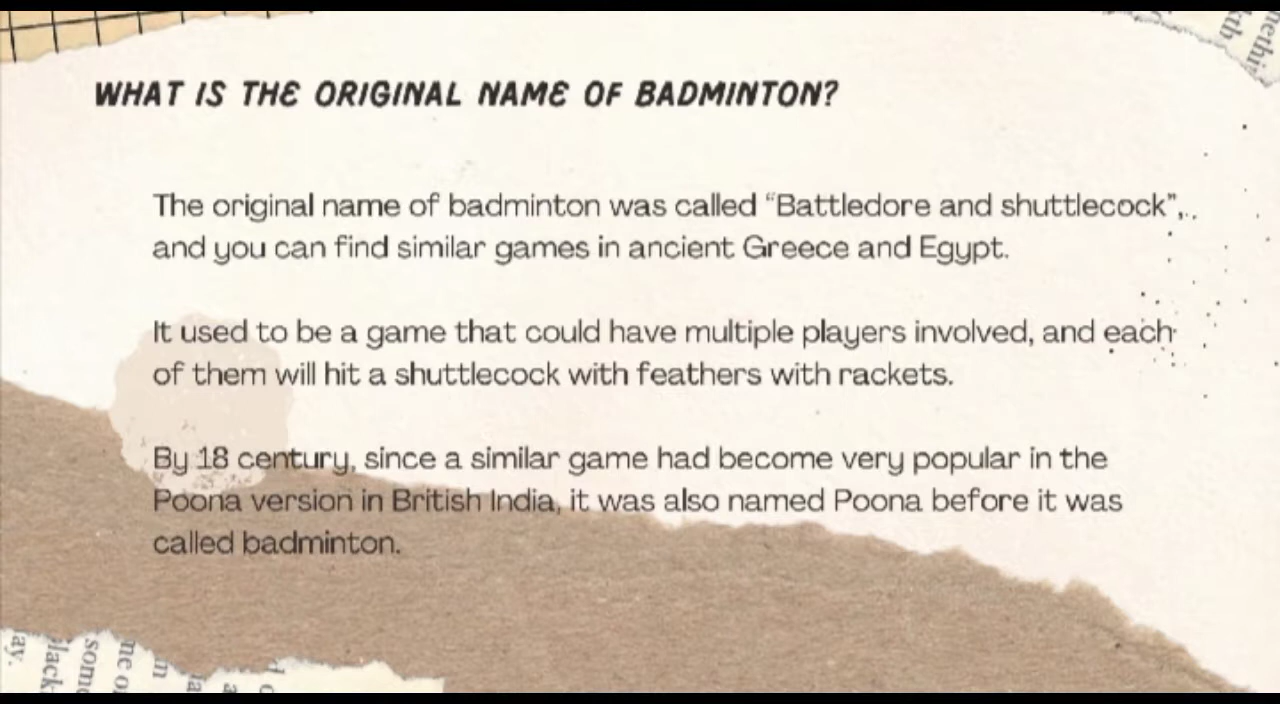 WHAT IS THE ORIGINAL NAME OF BADMINTON?
The original name of badminton was called “Battledore and shuttlecock”,
and you can find similar games in ancient Greece and Egypt.
It used to be a game that could have multiple players involved, and each
of them will hit a shuttlecock with feathers with rackets.
By 18 century, since a similar game had become very popular in the
Poona version in British India, it was also named Poona before it was
called badminton.